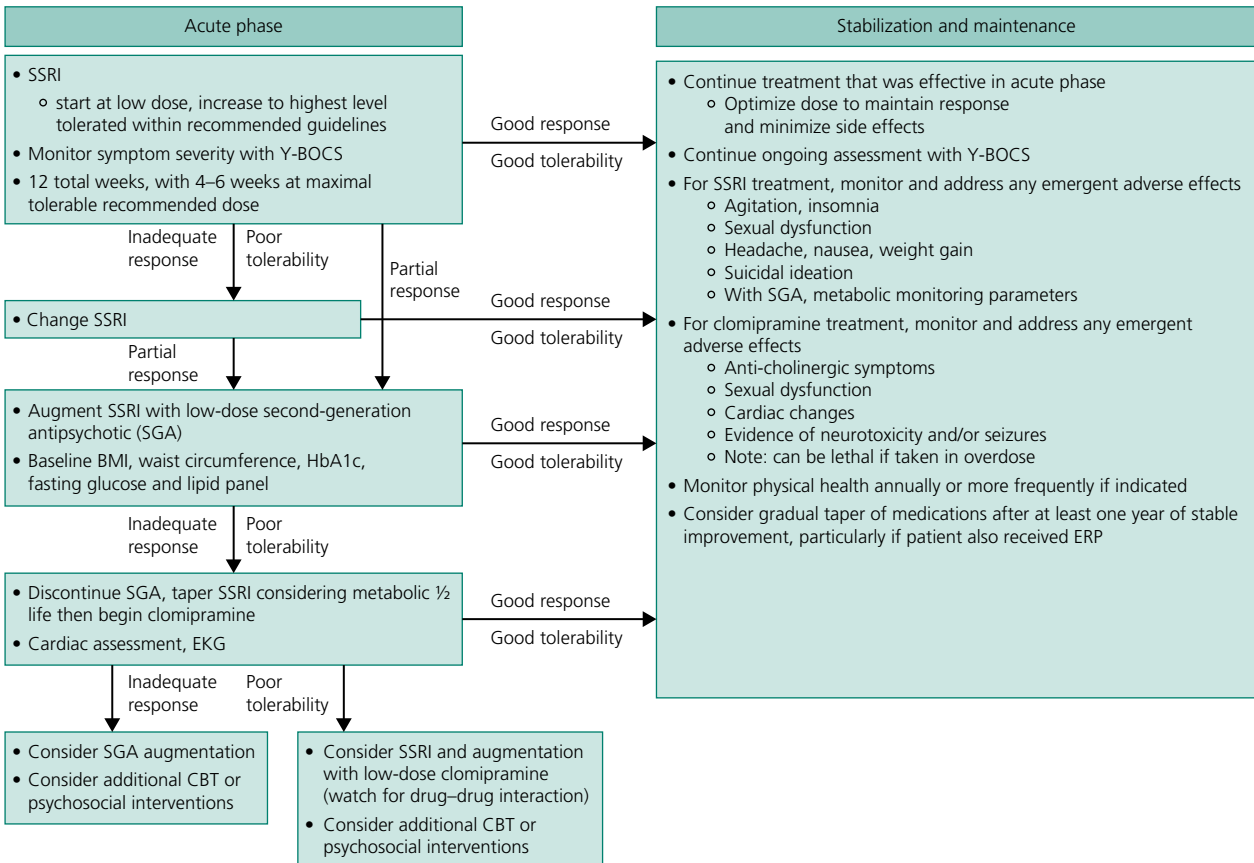 Acute phase
• SSRI
o start at low dose, increase to highest level
tolerated within recommended guidelines
• Monitor symptom severity with Y-BOCS
• 12 total weeks, with 4–6 weeks at maximal
tolerable recommended dose
Good response
Good tolerability
Inadequate
response
Poor
tolerability
Partial
response
• Change SSRI
Good response
Good tolerability
Partial
response
• Augment SSRI with low-dose second-generation
antipsychotic (SGA)
• Baseline BMI, waist circumference, HbA1c,
fasting glucose and lipid panel
Good response
Good tolerability
Inadequate
response
Poor
tolerability
• Discontinue SGA, taper SSRI considering metabolic ½
life then begin clomipramine
• Cardiac assessment, EKG
Good response
Good tolerability
Inadequate
response
Poor
tolerability
• Consider SGA augmentation
• Consider additional CBT or
psychosocial interventions
• Consider SSRI and augmentation
with low-dose clomipramine
(watch for drug–drug interaction)
• Consider additional CBT or
psychosocial interventions
Stabilization and maintenance
• Continue treatment that was effective in acute phase
o Optimize dose to maintain response
and minimize side effects
• Continue ongoing assessment with Y-BOCS
• For SSRI treatment, monitor and address any emergent adverse effects
o Agitation, insomnia
o Sexual dysfunction
o Headache, nausea, weight gain
o Suicidal ideation
o With SGA, metabolic monitoring parameters
• For clomipramine treatment, monitor and address any emergent
adverse effects
o Anti-cholinergic symptoms
o Sexual dysfunction
o Cardiac changes
o Evidence of neurotoxicity and/or seizures
o Note: can be lethal if taken in overdose
• Monitor physical health annually or more frequently if indicated
• Consider gradual taper of medications after at least one year of stable
improvement, particularly if patient also received ERP